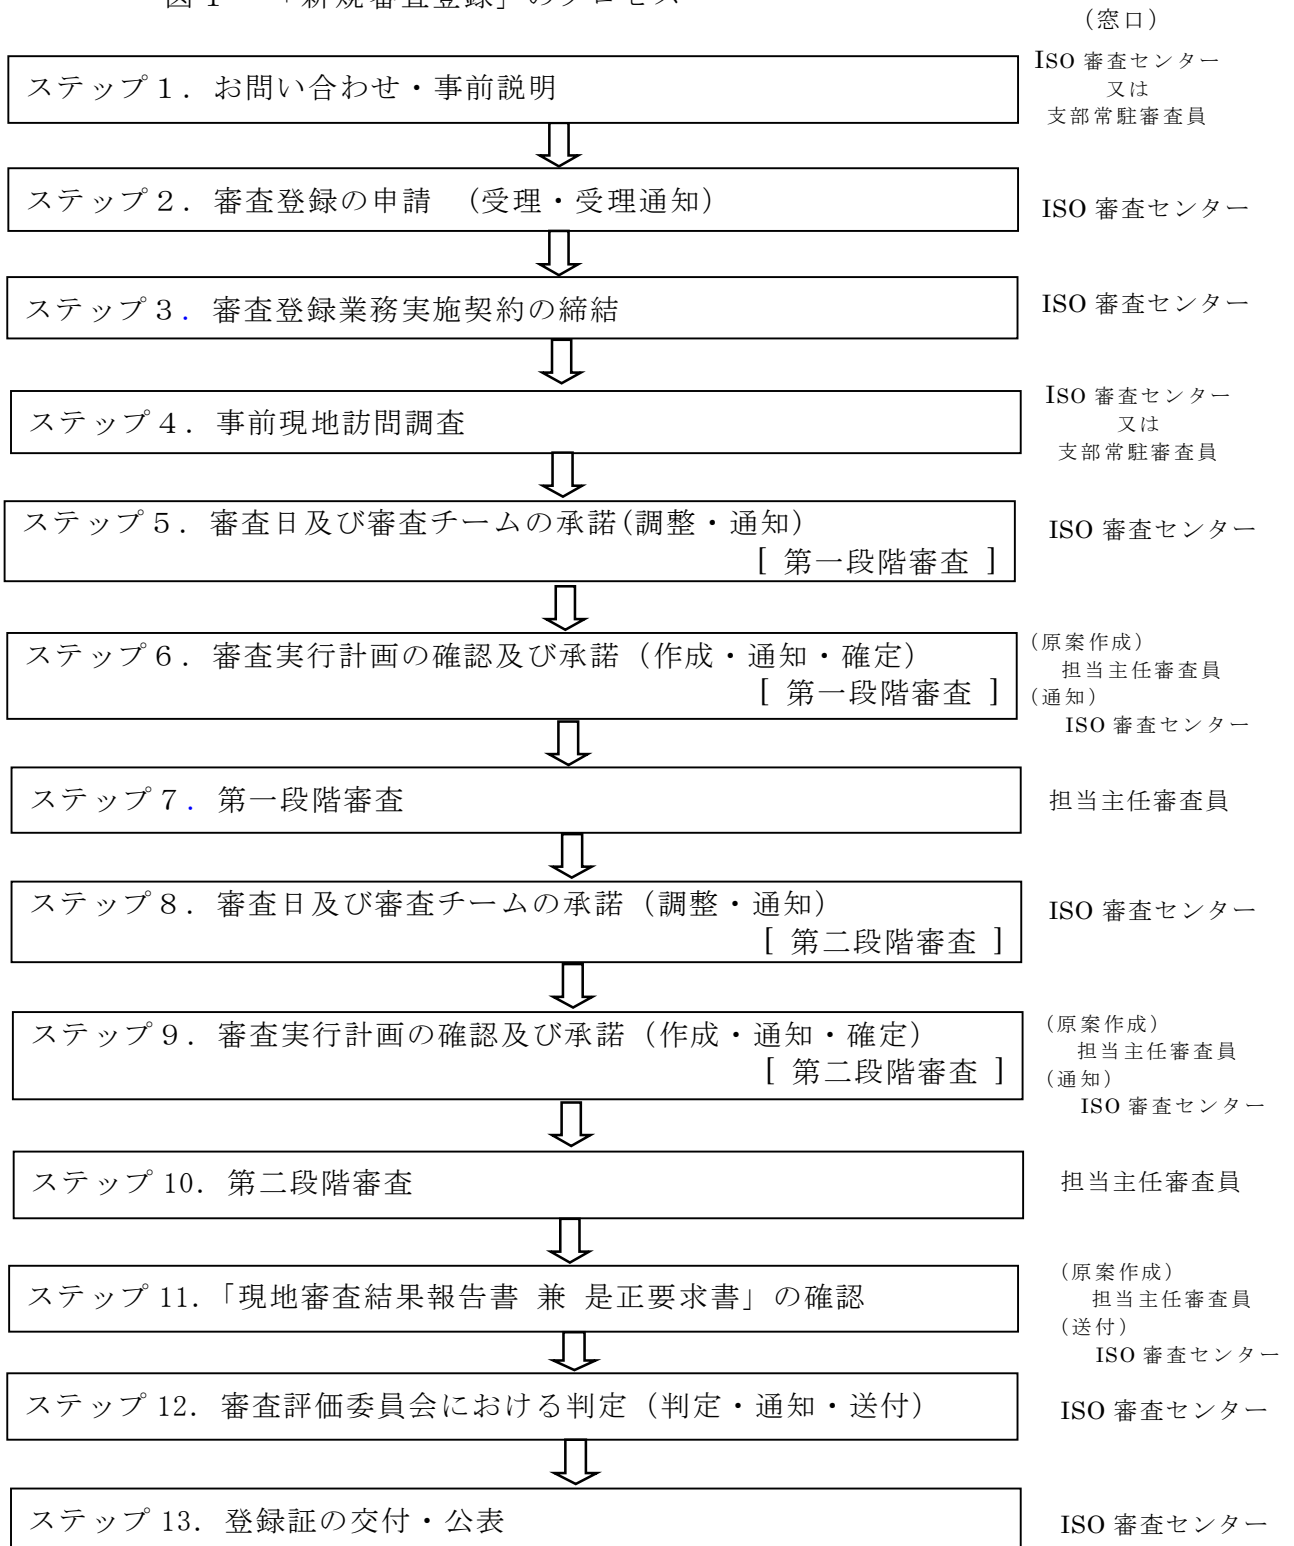 図１ 「新規審査登録」のプロセス
（窓口）
ステップ１．お問い合わせ・事前説明
ISO 審査センター
又は
支部常駐審査員
ステップ２．審査登録の申請 （受理・受理通知）
ISO 審査センター
ステップ３．審査登録業務実施契約の締結
ISO 審査センター
ステップ４．事前現地訪問調査
ISO 審査センター
又は
支部常駐審査員
ステップ５．審査日及び審査チームの承諾(調整・通知)
[ 第一段階審査 ]
ISO 審査センター
ステップ６．審査実行計画の確認及び承諾（作成・通知・確定）
[ 第一段階審査 ]
（原案作成）
担当主任審査員
（通知）
ISO 審査センター
ステップ７．第一段階審査
担当主任審査員
ステップ８．審査日及び審査チームの承諾（調整・通知）
[ 第二段階審査 ]
ISO 審査センター
ステップ９．審査実行計画の確認及び承諾（作成・通知・確定）
[ 第二段階審査 ]
（原案作成）
担当主任審査員
（通知）
ISO 審査センター
ステップ 10．第二段階審査
担当主任審査員
ステップ 11．「現地審査結果報告書 兼 是正要求書」の確認
（原案作成）
担当主任審査員
（送付）
ISO 審査センター
ステップ 12．審査評価委員会における判定（判定・通知・送付）
ISO 審査センター
ステップ 13．登録証の交付・公表
ISO 審査センター